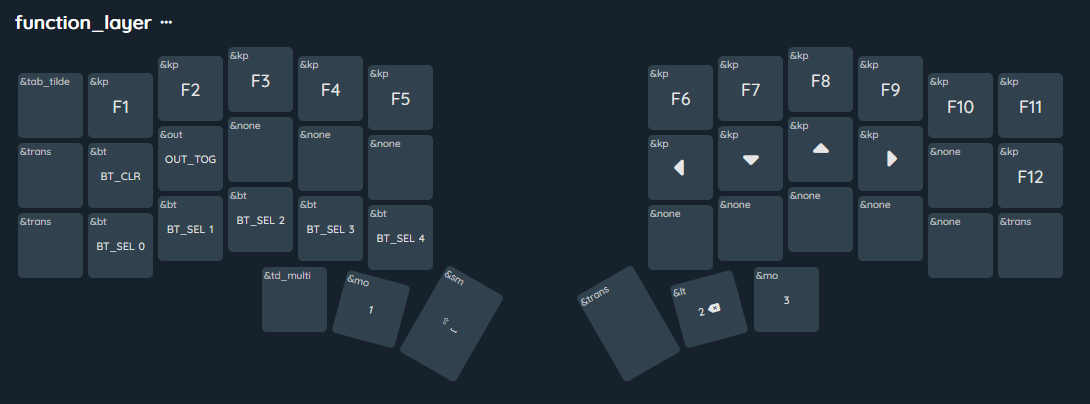 function_layer ···
&tab_tilde &kp F1 &kp F2 &kp F3 &kp F4 &kp F5 &kp F6 &kp F7 &kp F8 &kp F9 &kp F10 &kp F11
&trans &bt BT_CLR &out OUT_TOG &none &none &none &kp &kp &kp &kp &none &kp F12
&trans &bt BT_SEL 0 &bt BT_SEL 1 &bt BT_SEL 2 &bt BT_SEL 3 &bt BT_SEL 4 &none &none &none &none &none &trans
&td_multi &mo 1 &sm ⇧ ⎵ &trans &lt 2 ⌫ &mo 3